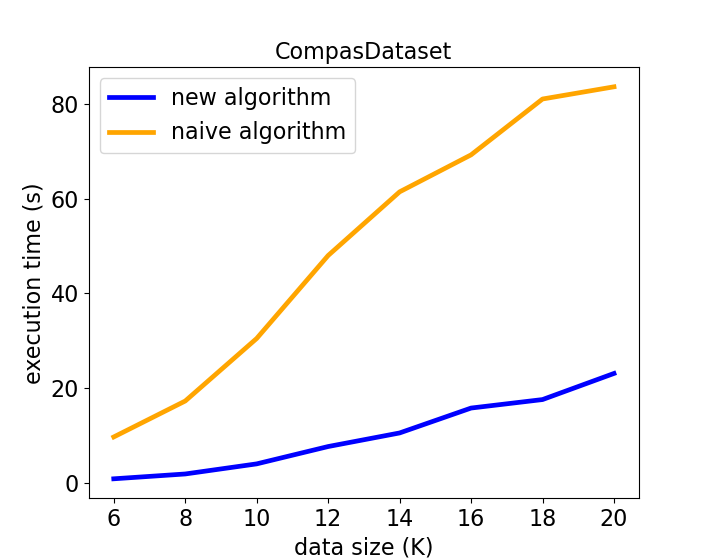 CompasDataset
new algorithm
naive algorithm
execution time (s)
80
60
40
20
0
6 8 10 12 14 16 18 20
data size (K)